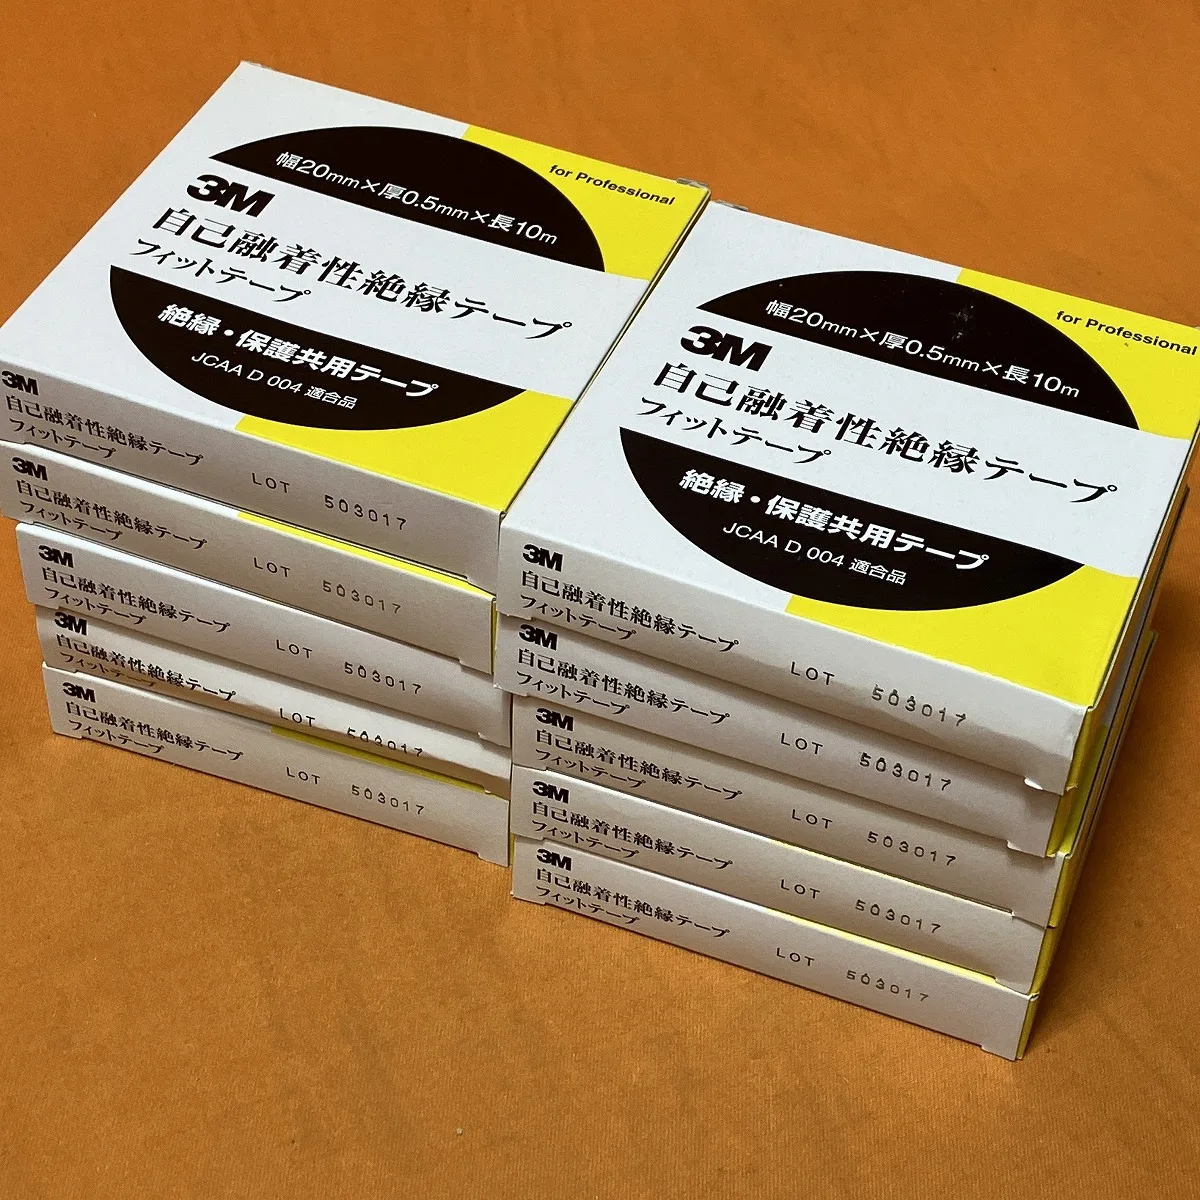 幅20mm×厚0.5mm×長10m
for Professional
3M
自己融着性絶縁テープ
フィットテープ
絶縁・保護共用テープ
JCAA D 004 適合品
3M
自己融着性絶縁テープ
フィットテープ
LOT 503017
3M
自己融着性絶縁テープ
フィットテープ
LOT 503017
3M
自己融着性絶縁テープ
フィットテープ
LOT 503017
3M
自己融着性絶縁テープ
フィットテープ
LOT 503017
3M
自己融着性絶縁テープ
フィットテープ
LOT 503017
幅20mm×厚0.5mm×長10m
for Professional
3M
自己融着性絶縁テープ
フィットテープ
絶縁・保護共用テープ
JCAA D 004 適合品
3M
自己融着性絶縁テープ
フィットテープ
LOT 503017
3M
自己融着性絶縁テープ
フィットテープ
LOT 503017
3M
自己融着性絶縁テープ
フィットテープ
LOT 503017
3M
自己融着性絶縁テープ
フィットテープ
LOT 503017
3M
自己融着性絶縁テープ
フィットテープ
LOT 503017